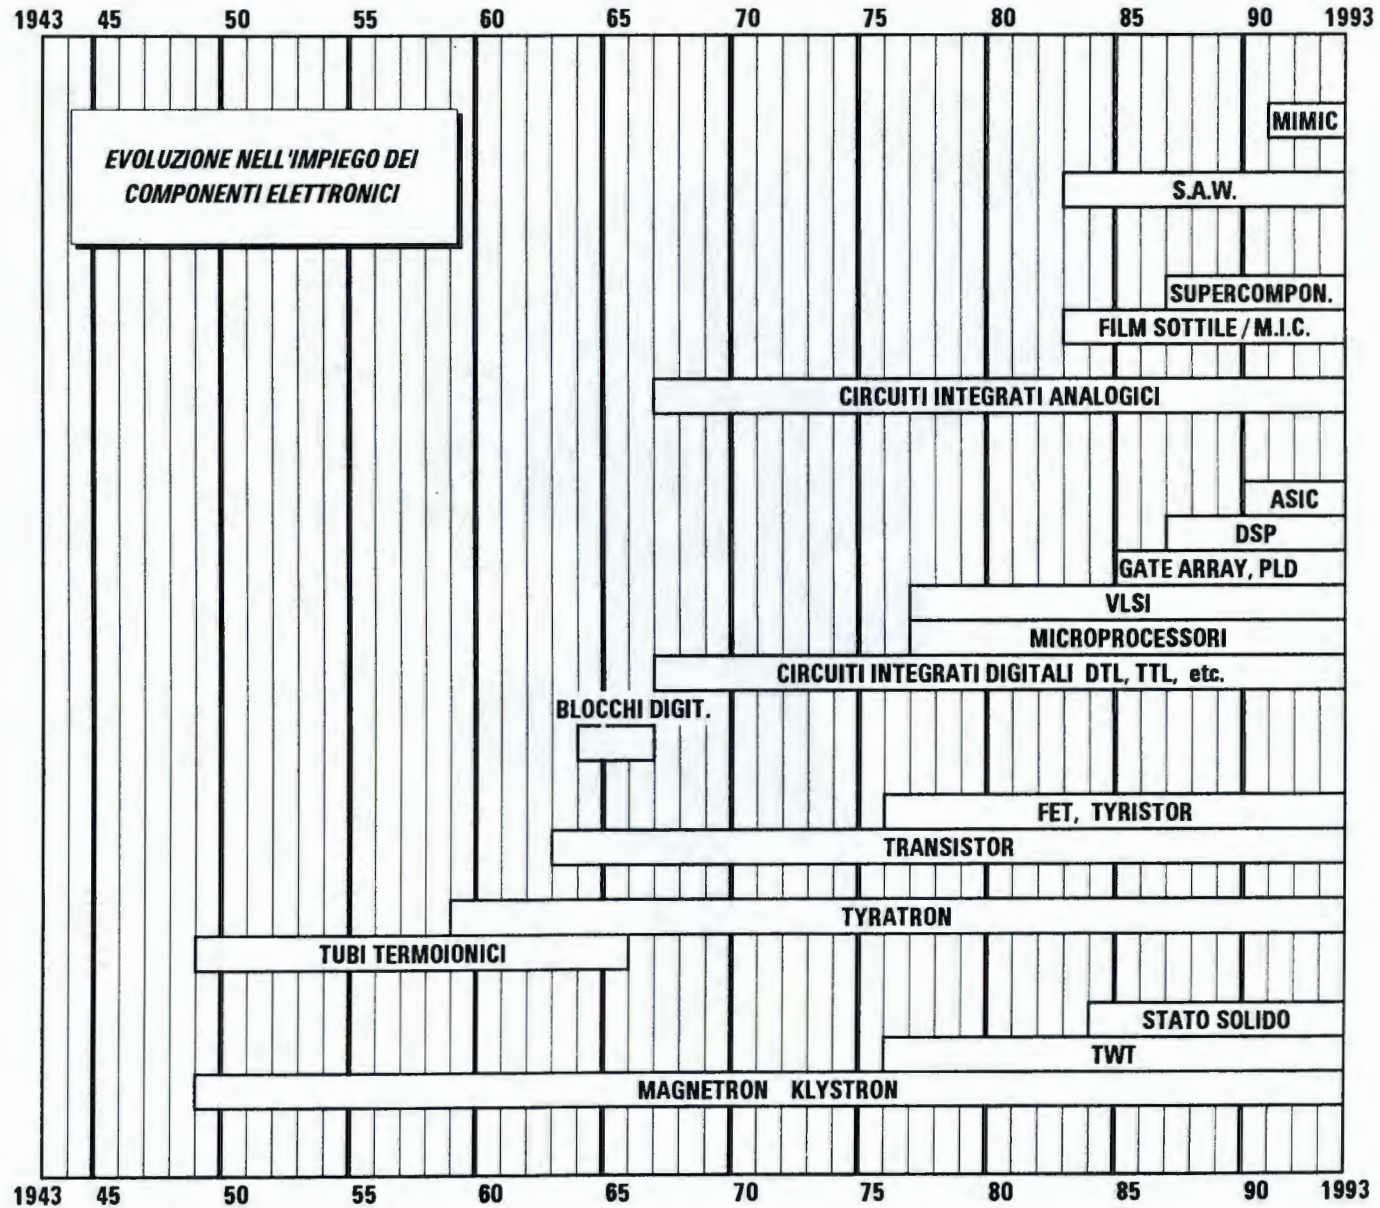 1943 45 50 55 60 65 70 75 80 85 90 1993
MIMIC
EVOLUZIONE NELL'IMPIEGO DEI
COMPONENTI ELETTRONICI
S.A.W.
SUPERCOMPON.
FILM SOTTILE / M.I.C.
CIRCUITI INTEGRATI ANALOGICI
ASIC
DSP
GATE ARRAY, PLD
VLSI
MICROPROCESSORI
CIRCUITI INTEGRATI DIGITALI DTL, TTL, etc.
BLOCCHI DIGIT.
FET, TYRISTOR
TRANSISTOR
TYRATRON
TUBI TERMOIONICI
STATO SOLIDO
TWT
MAGNETRON KLYSTRON
1943 45 50 55 60 65 70 75 80 85 90 1993